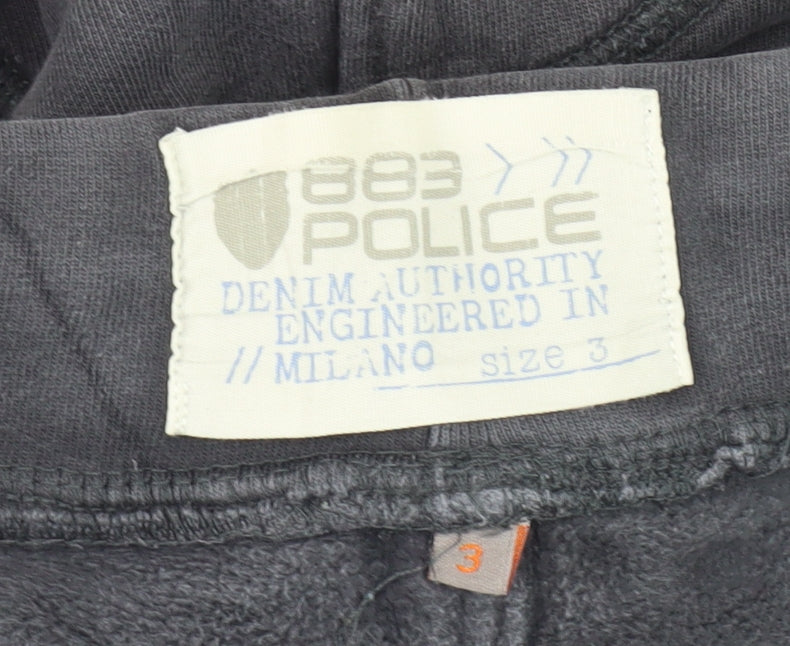 883 > >>
POLICE
DENIM AUTHORITY
ENGINEERED IN
// MILANO size 3
3